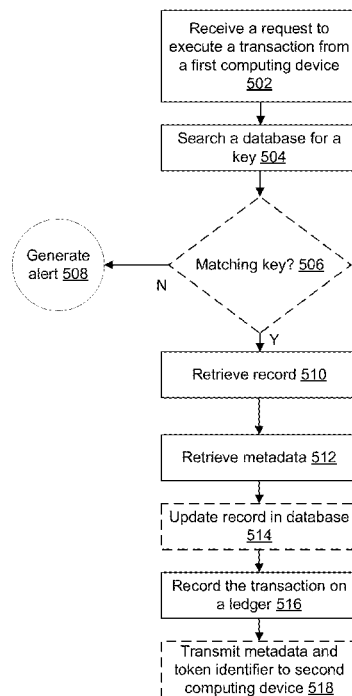 Receive a request to
execute a transaction from
a first computing device
502
Search a database for a
key 504
Matching key? 506
Generate
alert 508
N
Y
Retrieve record 510
Retrieve metadata 512
Update record in database
514
Record the transaction on
a ledger 516
Transmit metadata and
token identifier to second
computing device 518